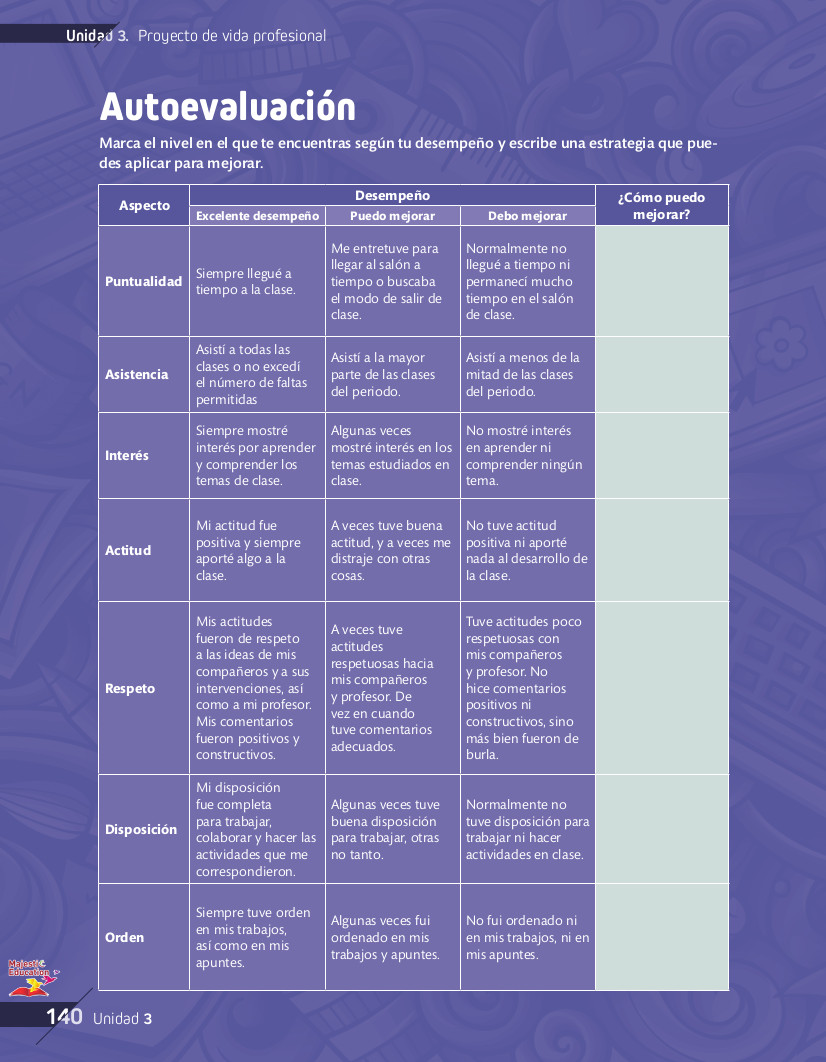 Unidad 3. Proyecto de vida profesional
Autoevaluación
Marca el nivel en el que te encuentras según tu desempeño y escribe una estrategia que pue-
des aplicar para mejorar.
Aspecto
Desempeño
¿Cómo puedo
mejorar?
Excelente desempeño
Puedo mejorar
Debo mejorar
Puntualidad
Siempre llegué a
tiempo a la clase.
Me entretuve para
llegar al salón a
tiempo o buscaba
el modo de salir de
clase.
Normalmente no
llegué a tiempo ni
permanecí mucho
tiempo en el salón
de clase.
Asistencia
Asistí a todas las
clases o no excedí
el número de faltas
permitidas
Asistí a la mayor
parte de las clases
del periodo.
Asistí a menos de la
mitad de las clases
del periodo.
Interés
Siempre mostré
interés por aprender
y comprender los
temas de clase.
Algunas veces
mostré interés en los
temas estudiados en
clase.
No mostré interés
en aprender ni
comprender ningún
tema.
Actitud
Mi actitud fue
positiva y siempre
aporté algo a la
clase.
A veces tuve buena
actitud, y a veces me
distraje con otras
cosas.
No tuve actitud
positiva ni aporté
nada al desarrollo de
la clase.
Respeto
Mis actitudes
fueron de respeto
a las ideas de mis
compañeros y a sus
intervenciones, así
como a mi profesor.
Mis comentarios
fueron positivos y
constructivos.
A veces tuve
actitudes
respetuosas hacia
mis compañeros
y profesor. De
vez en cuando
tuve comentarios
adecuados.
Tuve actitudes poco
respetuosas con
mis compañeros
y profesor. No
hice comentarios
positivos ni
constructivos, sino
más bien fueron de
burla.
Disposición
Mi disposición
fue completa
para trabajar,
colaborar y hacer las
actividades que me
correspondieron.
Algunas veces tuve
buena disposición
para trabajar, otras
no tanto.
Normalmente no
tuve disposición para
trabajar ni hacer
actividades en clase.
Orden
Siempre tuve orden
en mis trabajos,
así como en mis
apuntes.
Algunas veces fui
ordenado en mis
trabajos y apuntes.
No fui ordenado ni
en mis trabajos, ni en
mis apuntes.
Majestic
Education
140 Unidad 3